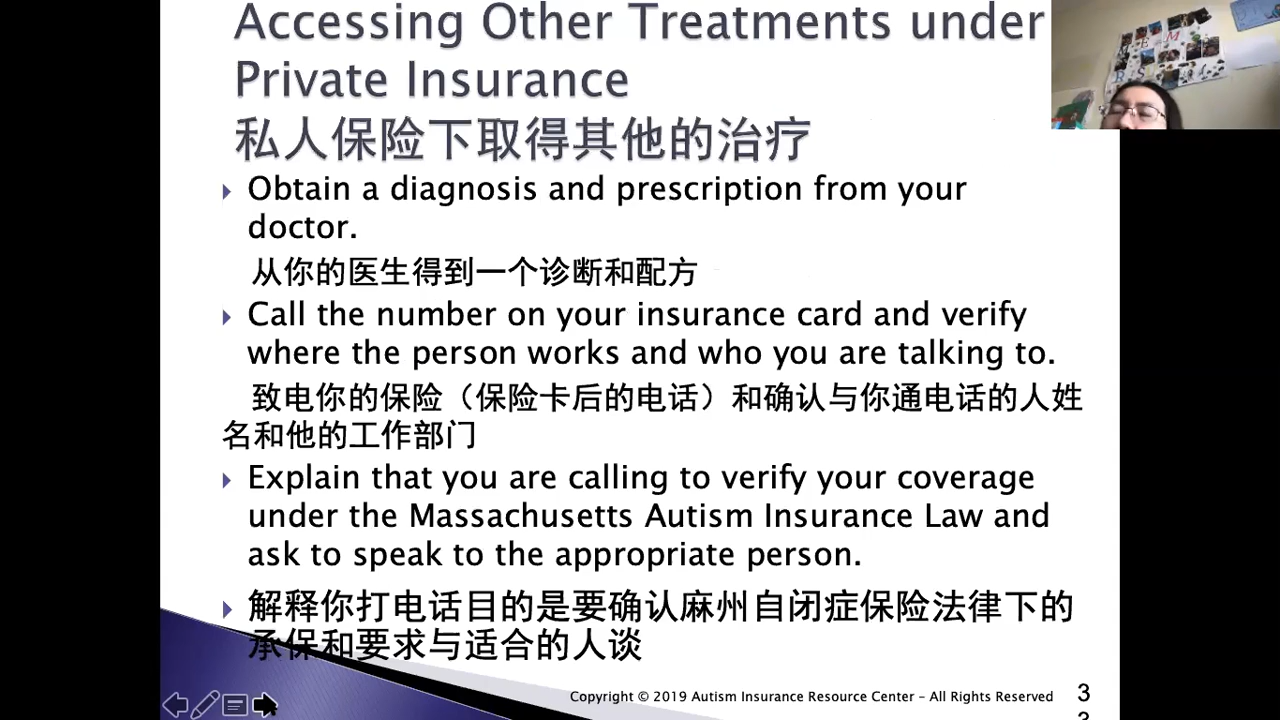 Accessing Other Treatments under
Private Insurance
私人保险下取得其他的治疗
Obtain a diagnosis and prescription from your
doctor.
从你的医生得到一个诊断和配方
Call the number on your insurance card and verify
where the person works and who you are talking to.
致电你的保险（保险卡后的电话）和确认与你通电话的人姓
名和他的工作部门
Explain that you are calling to verify your coverage
under the Massachusetts Autism Insurance Law and
ask to speak to the appropriate person.
解释你打电话目的是要确认麻州自闭症保险法律下的
承保和要求与适合的人谈
Copyright © 2019 Autism Insurance Resource Center – All Rights Reserved
3
3